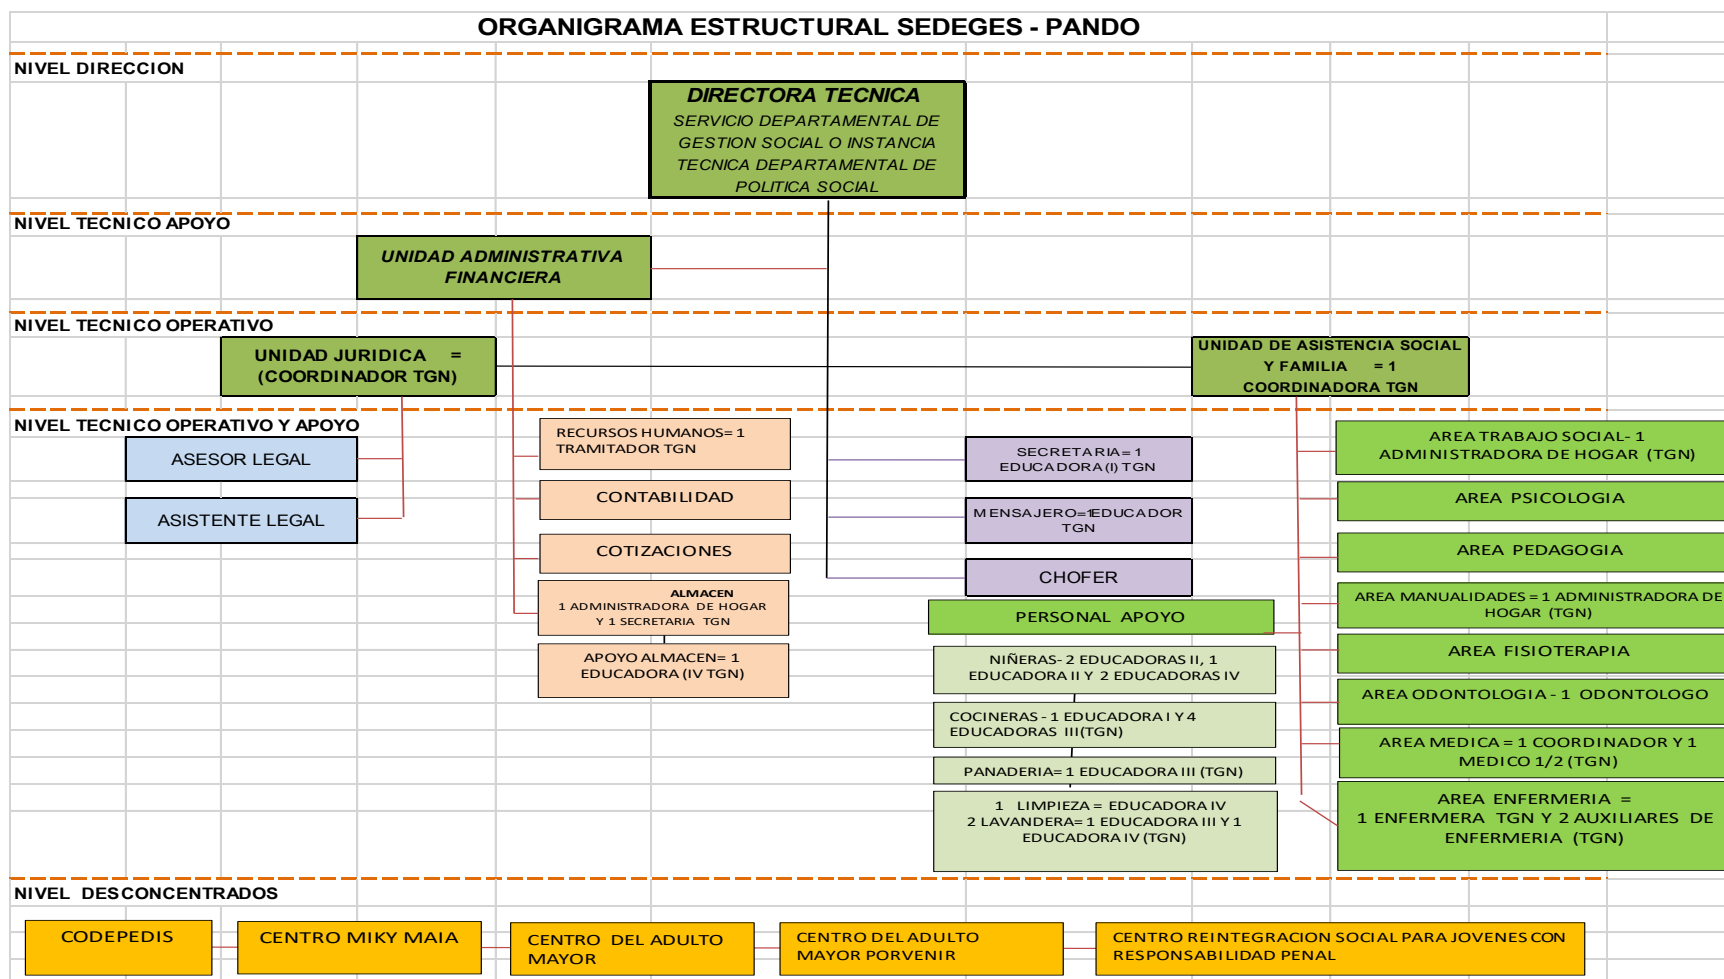 ORGANIGRAMA ESTRUCTURAL SEDEGES - PANDO
NIVEL DIRECCION
DIRECTORA TECNICA
SERVICIO DEPARTAMENTAL DE
GESTION SOCIAL O INSTANCIA
TECNICA DEPARTAMENTAL DE
POLITICA SOCIAL
NIVEL TECNICO APOYO
UNIDAD ADMINISTRATIVA
FINANCIERA
NIVEL TECNICO OPERATIVO
UNIDAD JURIDICA =
(COORDINADOR TGN)
UNIDAD DE ASISTENCIA SOCIAL
Y FAMILIA = 1
COORDINADORA TGN
NIVEL TECNICO OPERATIVO Y APOYO
ASESOR LEGAL
ASISTENTE LEGAL
RECURSOS HUMANOS= 1
TRAMITADOR TGN
CONTABILIDAD
COTIZACIONES
ALMACEN
1 ADMINISTRADORA DE HOGAR
Y 1 SECRETARIA TGN
APOYO ALMACEN= 1
EDUCADORA (IV TGN)
SECRETARIA= 1
EDUCADORA (I) TGN
MENSAJERO=1EDUCADOR
TGN
CHOFER
PERSONAL APOYO
NIÑERAS- 2 EDUCADORAS II, 1
EDUCADORA II Y 2 EDUCADORAS IV
COCINERAS - 1 EDUCADORA I Y 4
EDUCADORAS III(TGN)
PANADERIA= 1 EDUCADORA III (TGN)
1 LIMPIEZA = EDUCADORA IV
2 LAVANDERA= 1 EDUCADORA III Y 1
EDUCADORA IV (TGN)
AREA TRABAJO SOCIAL- 1
ADMINISTRADORA DE HOGAR (TGN)
AREA PSICOLOGIA
AREA PEDAGOGIA
AREA MANUALIDADES = 1 ADMINISTRADORA DE
HOGAR (TGN)
AREA FISIOTERAPIA
AREA ODONTOLOGIA - 1 ODONTOLOGO
AREA MEDICA = 1 COORDINADOR Y 1
MEDICO 1/2 (TGN)
AREA ENFERMERIA =
1 ENFERMERA TGN Y 2 AUXILIARES DE
ENFERMERIA (TGN)
NIVEL DESCONCENTRADOS
CODEPEDIS
CENTRO MIKY MAIA
CENTRO DEL ADULTO
MAYOR
CENTRO DEL ADULTO
MAYOR PORVENIR
CENTRO REINTEGRACION SOCIAL PARA JOVENES CON
RESPONSABILIDAD PENAL